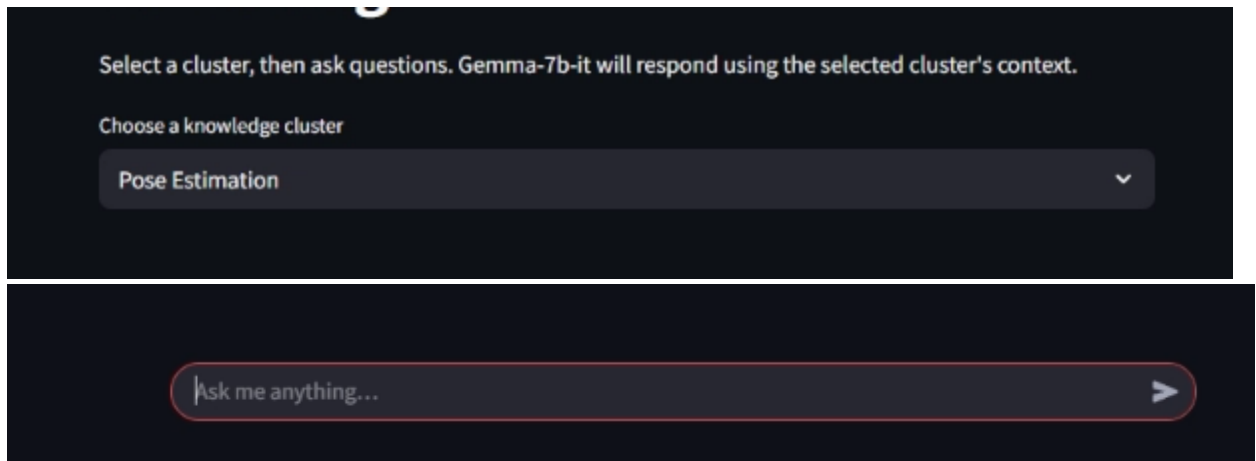 Select a cluster, then ask questions. Gemma-7b-it will respond using the selected cluster's context.
Choose a knowledge cluster
Pose Estimation
Ask me anything...